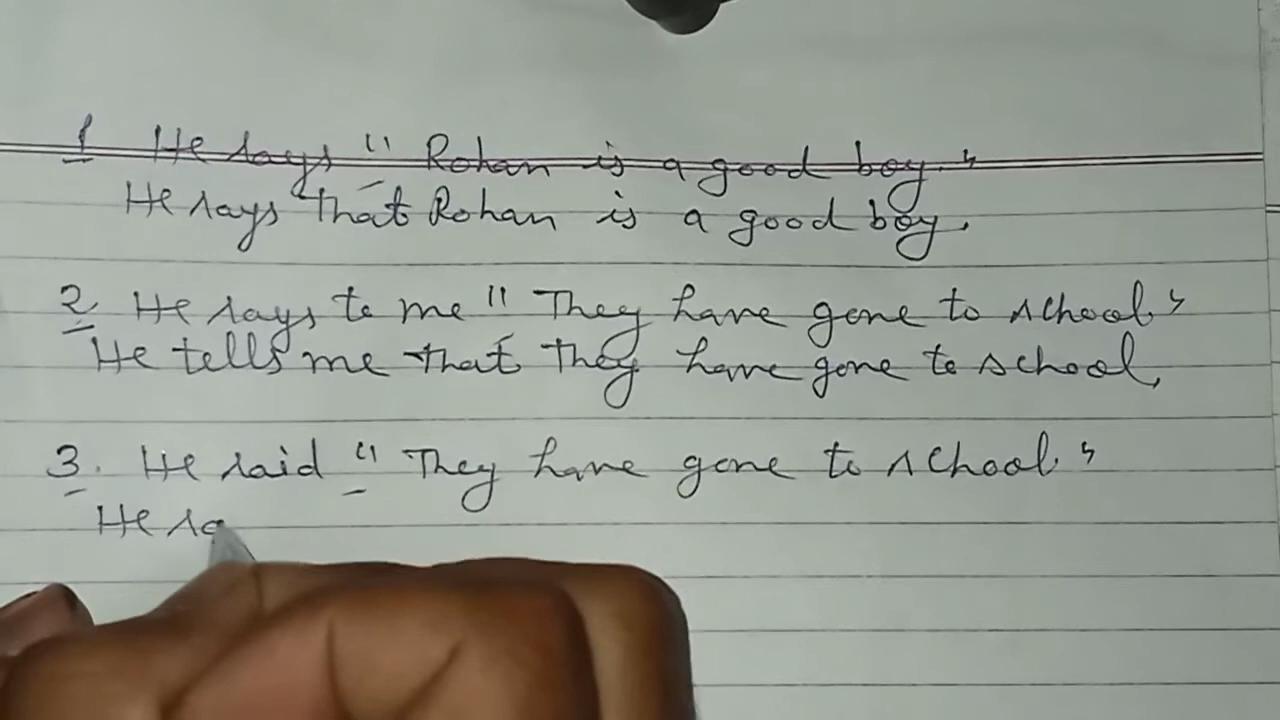 1 He says " Rohan is a good boy."
He says that Rohan is a good boy.
2 He says to me " They have gone to school"
He tells me that they have gone to school.
3. He said " They have gone to school."
He sa